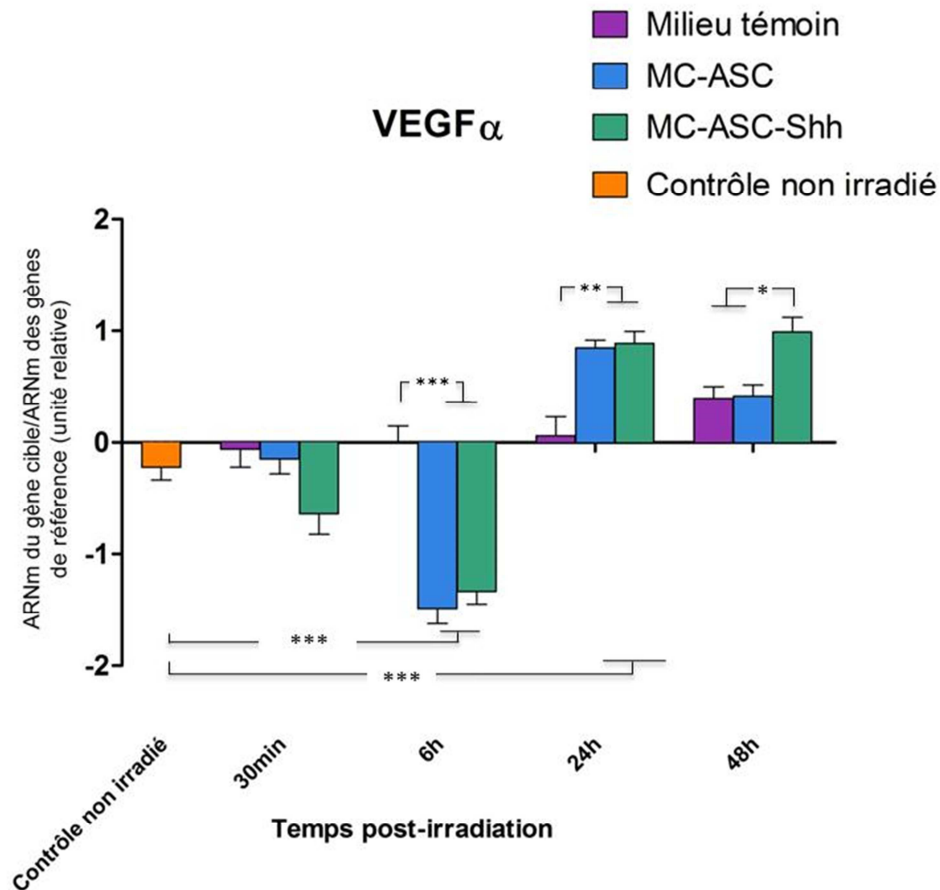 Milieu témoin
MC-ASC
MC-ASC-Shh
Contrôle non irradié
VEGFα
ARNm du gène cible/ARNm des gènes
de référence (unité relative)
2
1
0
-1
-2
**
*
***
***
***
Contrôle non irradié
30min
6h
24h
48h
Temps post-irradiation